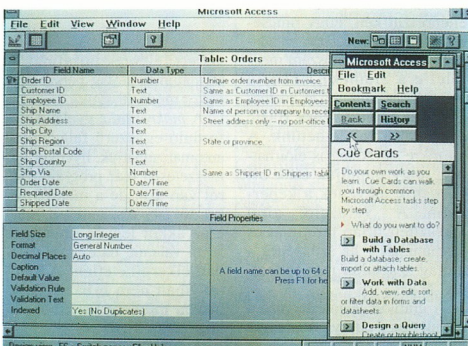 Microsoft Access
File Edit View Window Help
New:
Table: Orders
Field Name Data Type
Order ID Number Unique order number from invoice.
Customer ID Text Same as Customer ID in Customers
Employee ID Number Same as Employee ID in Employees
Ship Name Text Name of person or company to
Ship Address Text Street address only - no post-office
Ship City Text
Ship Region Text State or province.
Ship Postal Code Text
Ship Country Text
Ship Via Number Same as Shipper ID in Shippers
Order Date Date/Time
Required Date Date/Time
Shipped Date Date/Time
Field Properties
Field Size Long Integer
Format General Number
Decimal Places Auto
Caption
Default Value
Validation Rule
Validation Text
Indexed Yes (No Duplicates)
A field name can be up to 64
Press F1 for
Microsoft Access
File Edit
Bookmark Help
Contents Search
Back History
<< >>
Cue Cards
Do your own work as you
learn. Cue Cards can walk
you through common
Microsoft Access tasks step
by step.
What do you want to do?
> Build a Database
with Tables
Build a database; create,
import or attach tables.
> Work with Data
Add, view, edit, sort,
or filter data in forms and
datasheets.
> Design a Query